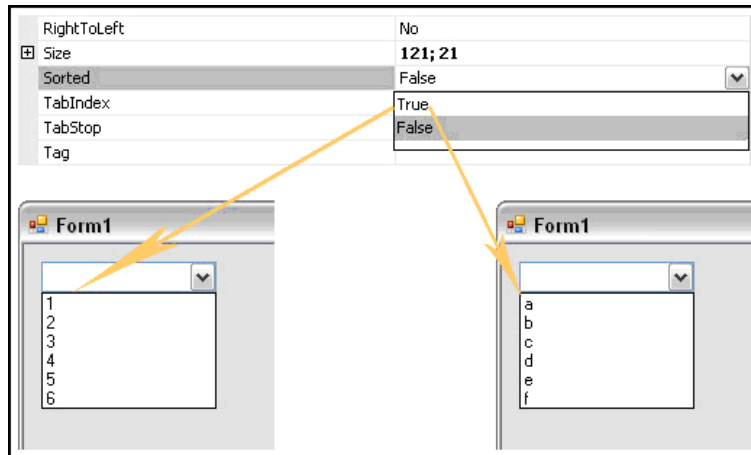 RightToLeft No
Size 121; 21
Sorted False
TabIndex True
TabStop False
Tag
Form1
1
2
3
4
5
6
Form1
a
b
c
d
e
f